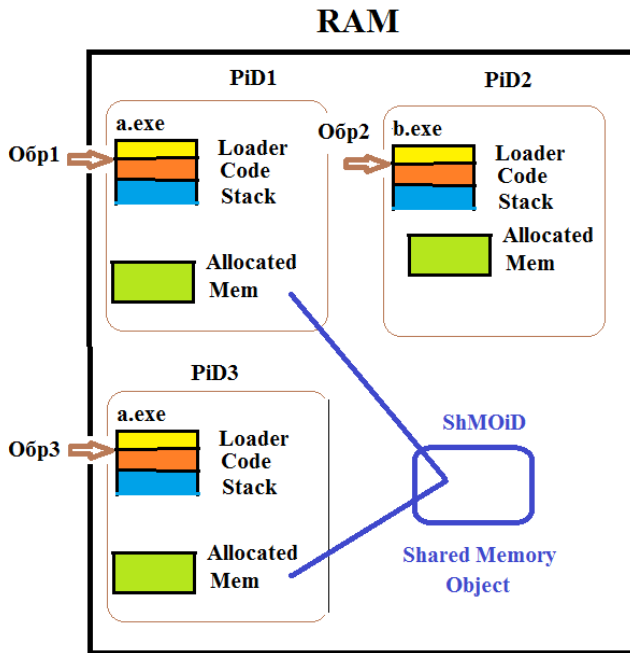 RAM
PiD1
a.exe
Обр1
Loader
Code
Stack
Allocated
Mem
PiD2
Обр2
b.exe
Loader
Code
Stack
Allocated
Mem
PiD3
a.exe
Обр3
Loader
Code
Stack
Allocated
Mem
ShMOiD
Shared Memory
Object